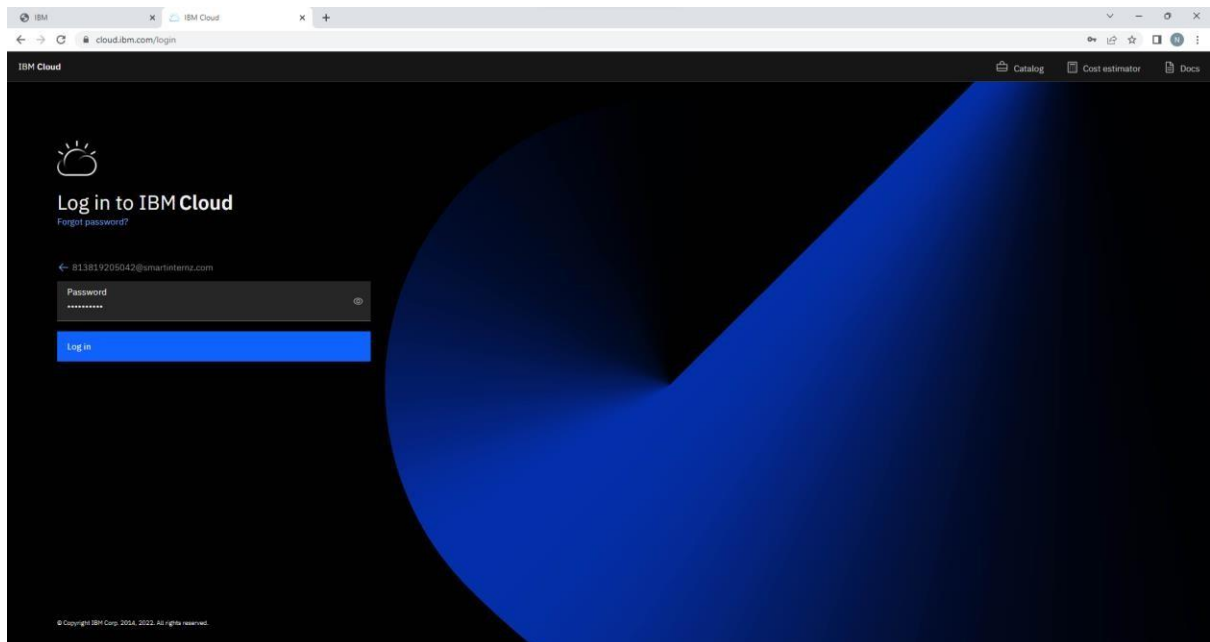 IBM
IBM Cloud
cloud.ibm.com/login
N
IBM Cloud
Catalog
Cost estimator
Docs
Log in to IBM Cloud
Forgot password?
813819205042@smartinternz.com
Password
••••••••••
Log in
© Copyright IBM Corp. 2014, 2022. All rights reserved.